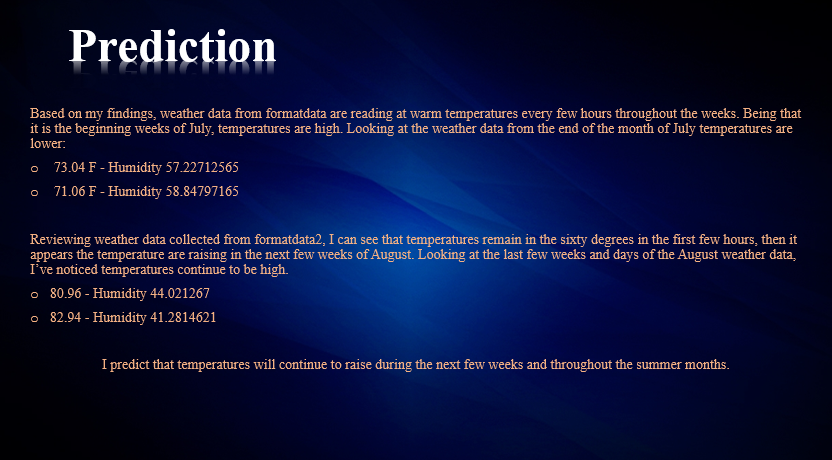 Prediction
Based on my findings, weather data from formatdata are reading at warm temperatures every few hours throughout the weeks. Being that
it is the beginning weeks of July, temperatures are high. Looking at the weather data from the end of the month of July temperatures are
lower:
o 73.04 F - Humidity 57.22712565
o 71.06 F - Humidity 58.84797165
Reviewing weather data collected from formatdata2, I can see that temperatures remain in the sixty degrees in the first few hours, then it
appears the temperature are raising in the next few weeks of August. Looking at the last few weeks and days of the August weather data,
I’ve noticed temperatures continue to be high.
o 80.96 - Humidity 44.021267
o 82.94 - Humidity 41.2814621
I predict that temperatures will continue to raise during the next few weeks and throughout the summer months.